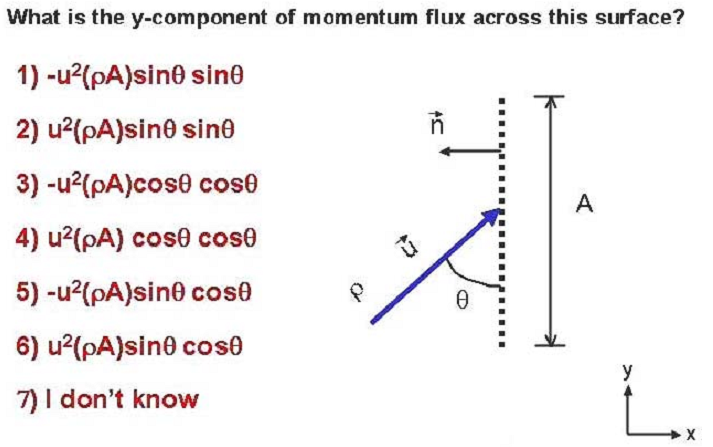 What is the y-component of momentum flux across this surface?
1) -u²(ρA)sinθ sinθ
2) u²(ρA)sinθ sinθ
3) -u²(ρA)cosθ cosθ
4) u²(ρA) cosθ cosθ
5) -u²(ρA)sinθ cosθ
6) u²(ρA)sinθ cosθ
7) I don't know
n⃗
A
u⃗
ρ
θ
y
x